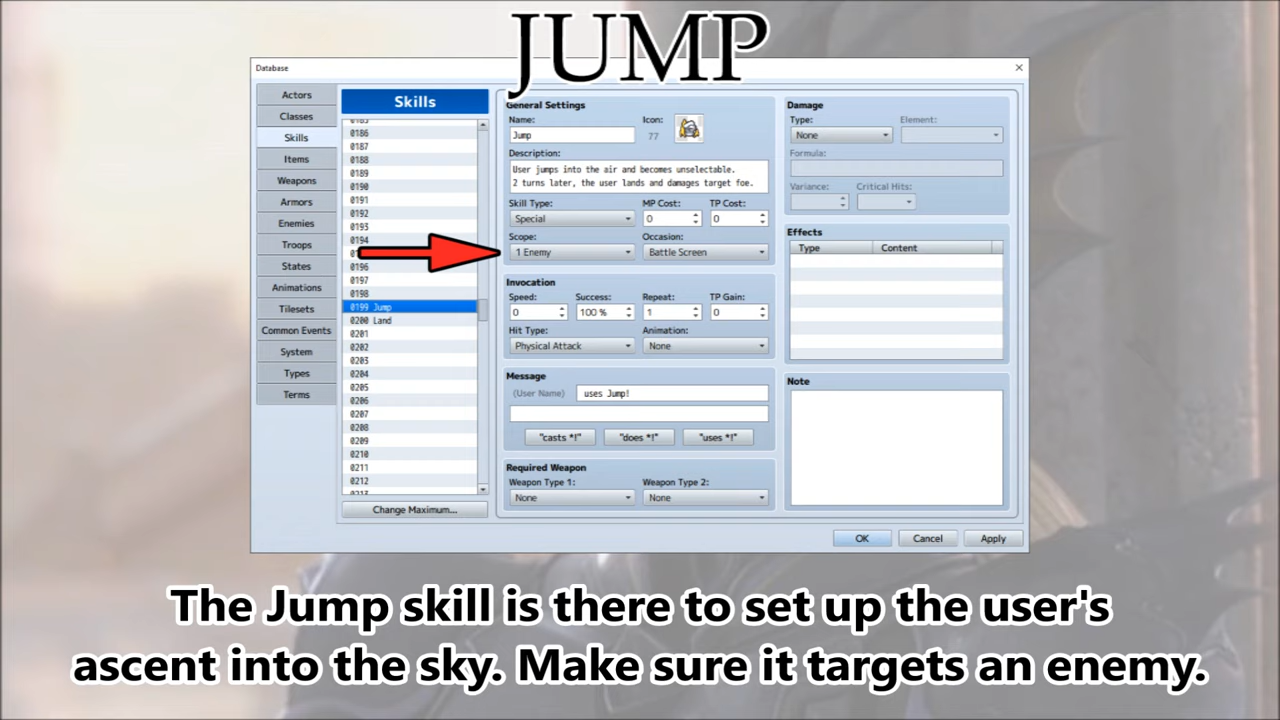 JUMP
Database
Actors
Classes
Skills
Items
Weapons
Armors
Enemies
Troops
States
Animations
Tilesets
Common Events
System
Types
Terms
Skills
0186
0187
0188
0189
0190
0191
0192
0193
0194
0196
0197
0198
0199 Jump
0200 Land
0201
0202
0203
0204
0205
0206
0207
0208
0209
0210
0211
0212
0213
Change Maximum...
General Settings
Name:
Icon:
Jump
77
Description:
User jumps into the air and becomes unselectable.
2 turns later, the user lands and damages target foe.
Skill Type:
MP Cost:
TP Cost:
Special
0
0
Scope:
Occasion:
1 Enemy
Battle Screen
Invocation
Speed:
Success:
Repeat:
TP Gain:
0
100 %
1
0
Hit Type:
Animation:
Physical Attack
None
Message
(User Name)
uses Jump!
"casts *!"
"does *!"
"uses *!"
Required Weapon
Weapon Type 1:
Weapon Type 2:
None
None
Damage
Type:
Element:
None
Formula:
Variance:
Critical Hits:
Effects
Type
Content
Note
OK
Cancel
Apply
The Jump skill is there to set up the user's
ascent into the sky. Make sure it targets an enemy.